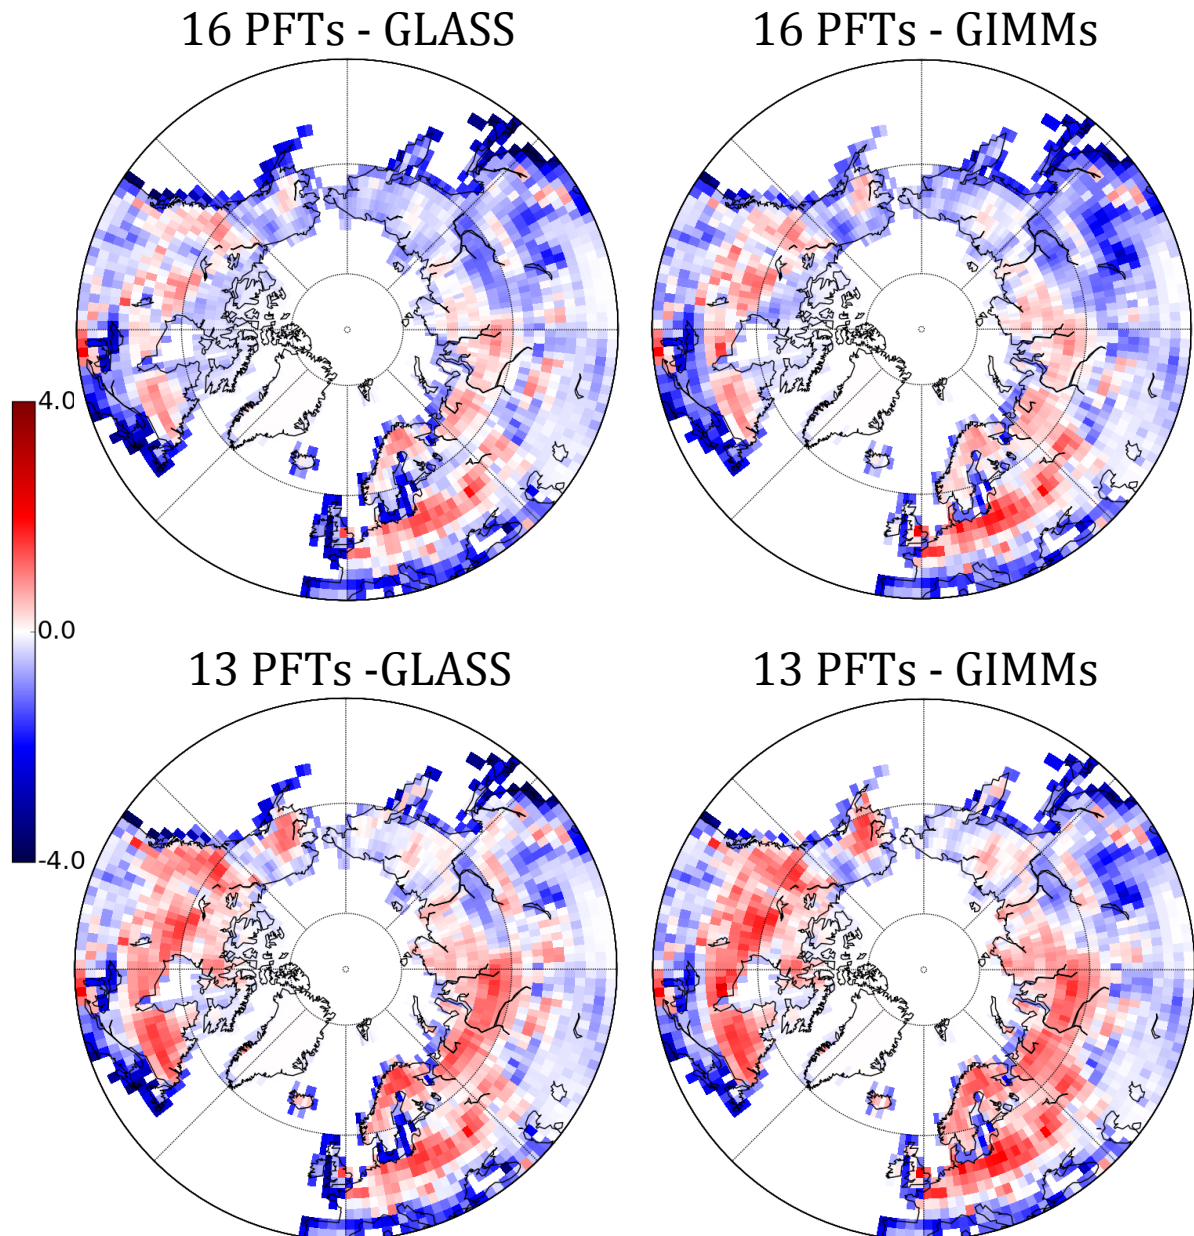 16 PFTs - GLASS
16 PFTs - GIMMs
4.0
0.0
-4.0
13 PFTs -GLASS
13 PFTs - GIMMs